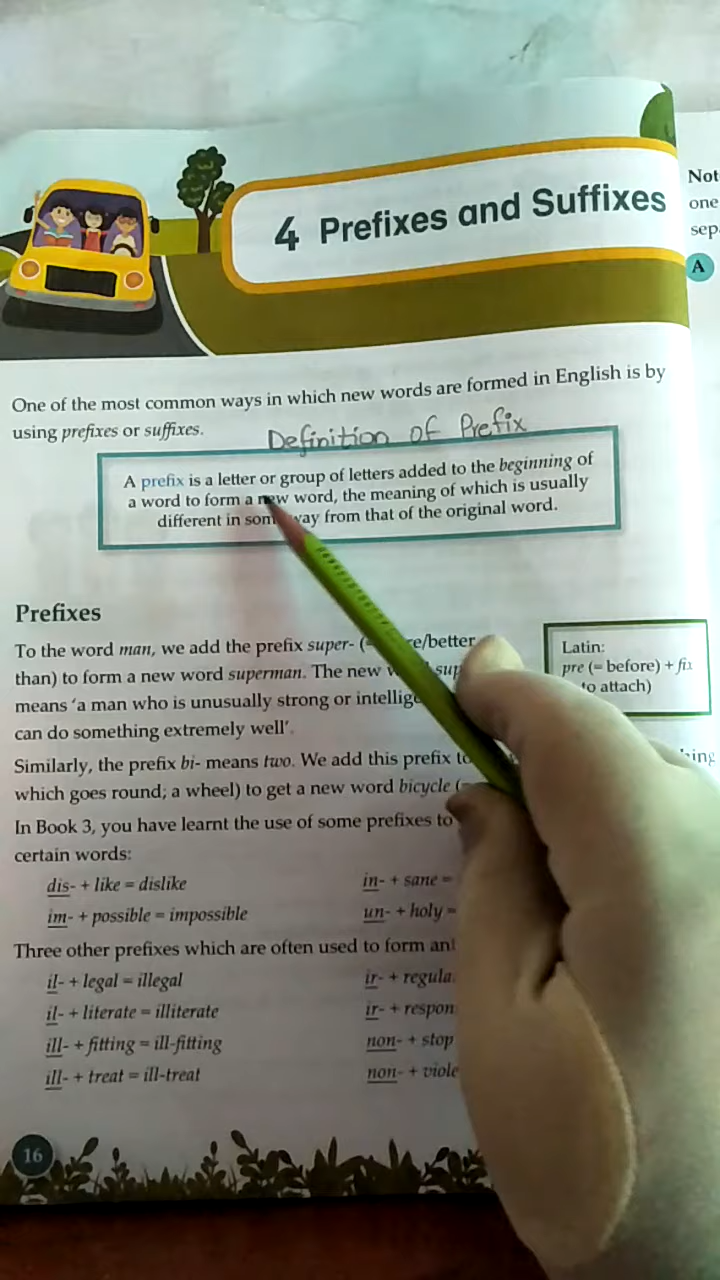 4 Prefixes and Suffixes
One of the most common ways in which new words are formed in English is by
using prefixes or suffixes.
Definition of Prefix
A prefix is a letter or group of letters added to the beginning of
a word to form a new word, the meaning of which is usually
different in som way from that of the original word.
Prefixes
To the word man, we add the prefix super- ( e/better
than) to form a new word superman. The new w sup
means 'a man who is unusually strong or intellige
can do something extremely well'.
Latin:
pre (= before) + fix
to attach)
Similarly, the prefix bi- means two. We add this prefix to
which goes round; a wheel) to get a new word bicycle (=
In Book 3, you have learnt the use of some prefixes to
certain words:
dis- + like = dislike
in- + sane =
im- + possible = impossible
un- + holy =
Three other prefixes which are often used to form ant
il- + legal = illegal
ir- + regula
il- + literate = illiterate
ir- + respon
ill- + fitting = ill-fitting
non- + stop
ill- + treat = ill-treat
non- + viole
16
Not
one
sep
A